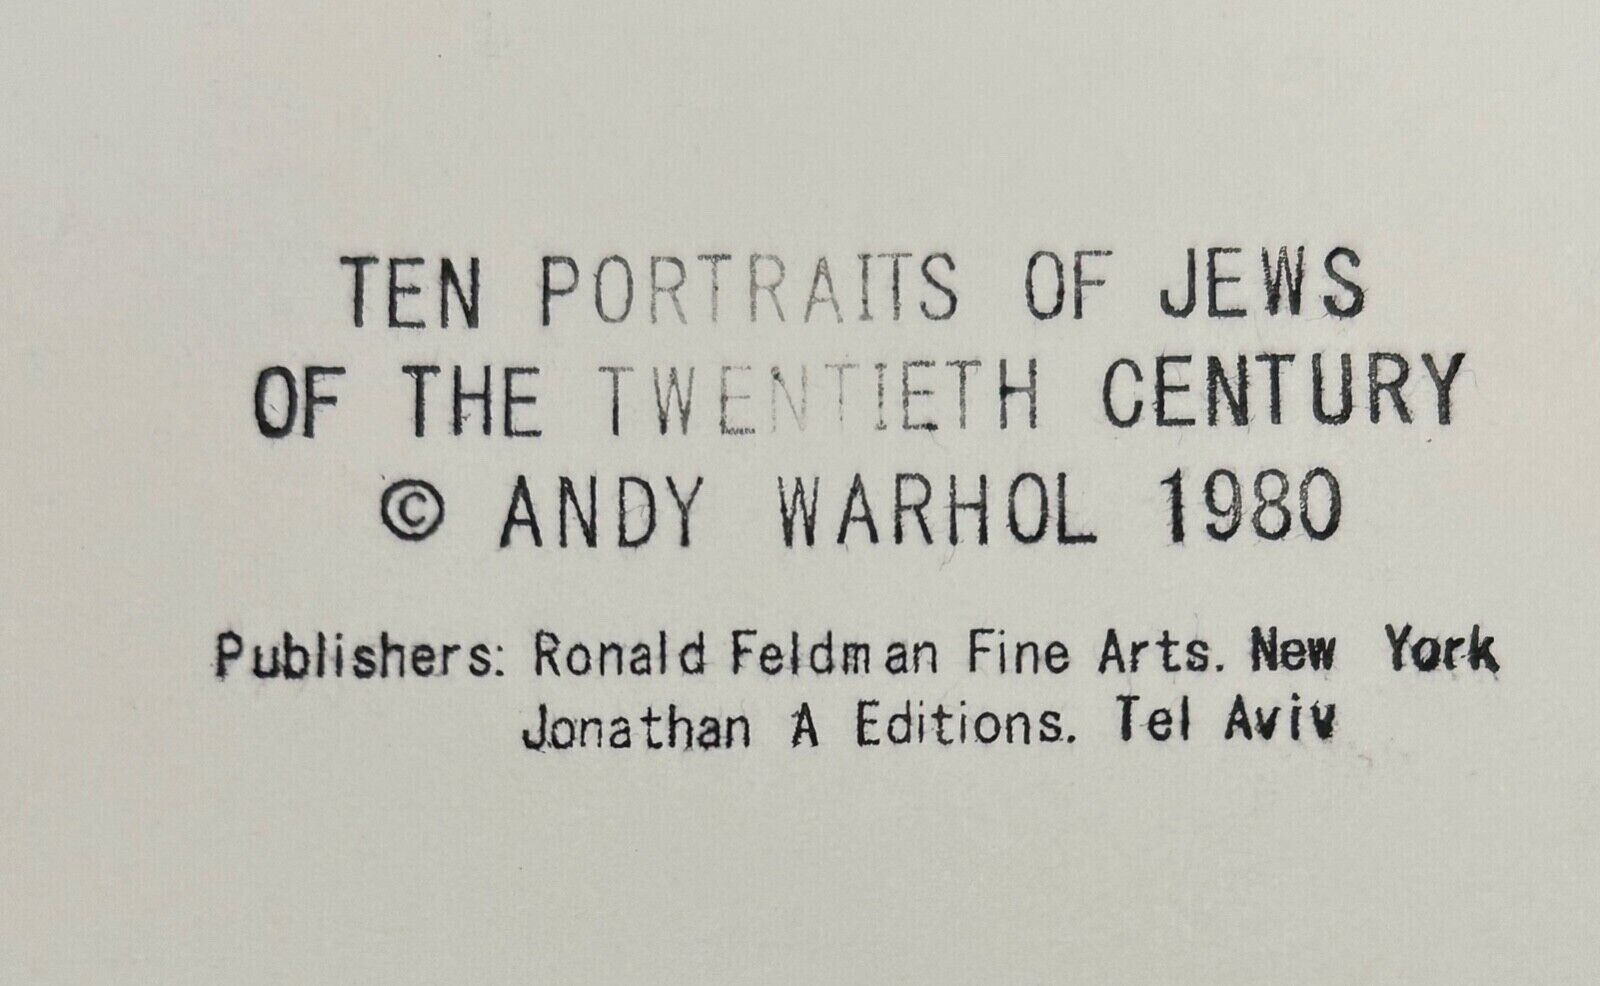 TEN PORTRAITS OF JEWS
OF THE TWENTIETH CENTURY
© ANDY WARHOL 1980
Publishers: Ronald Feldman Fine Arts. New York
Jonathan A Editions. Tel Aviv